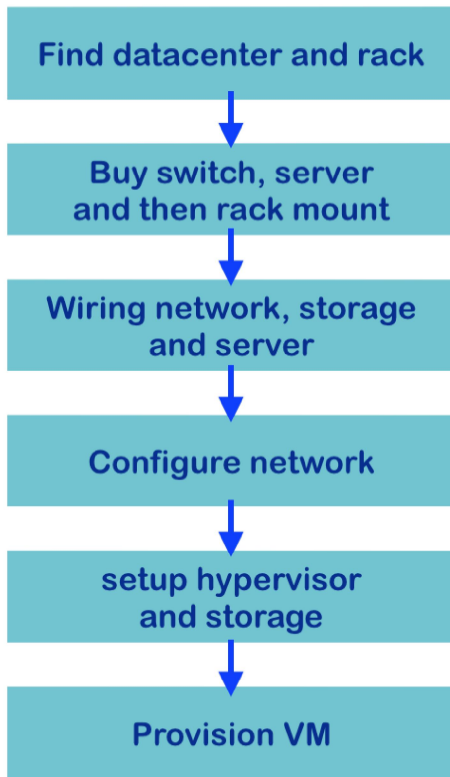 Find datacenter and rack
Buy switch, server
and then rack mount
Wiring network, storage
and server
Configure network
setup hypervisor
and storage
Provision VM